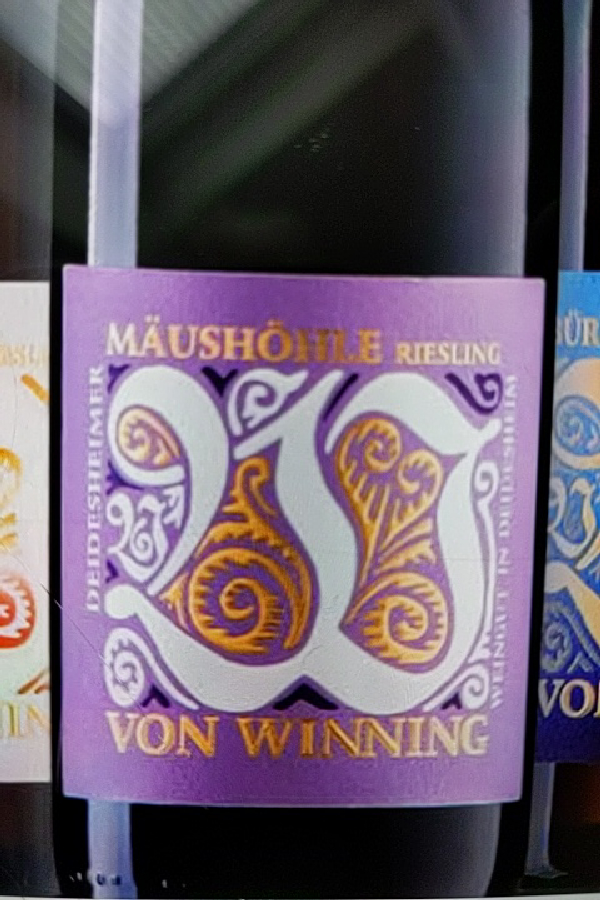 MÄUSHÖHLE RIESLING
DEIDESHEIMER
WEINGUT IN DEIDESHEIM
VON WINNING